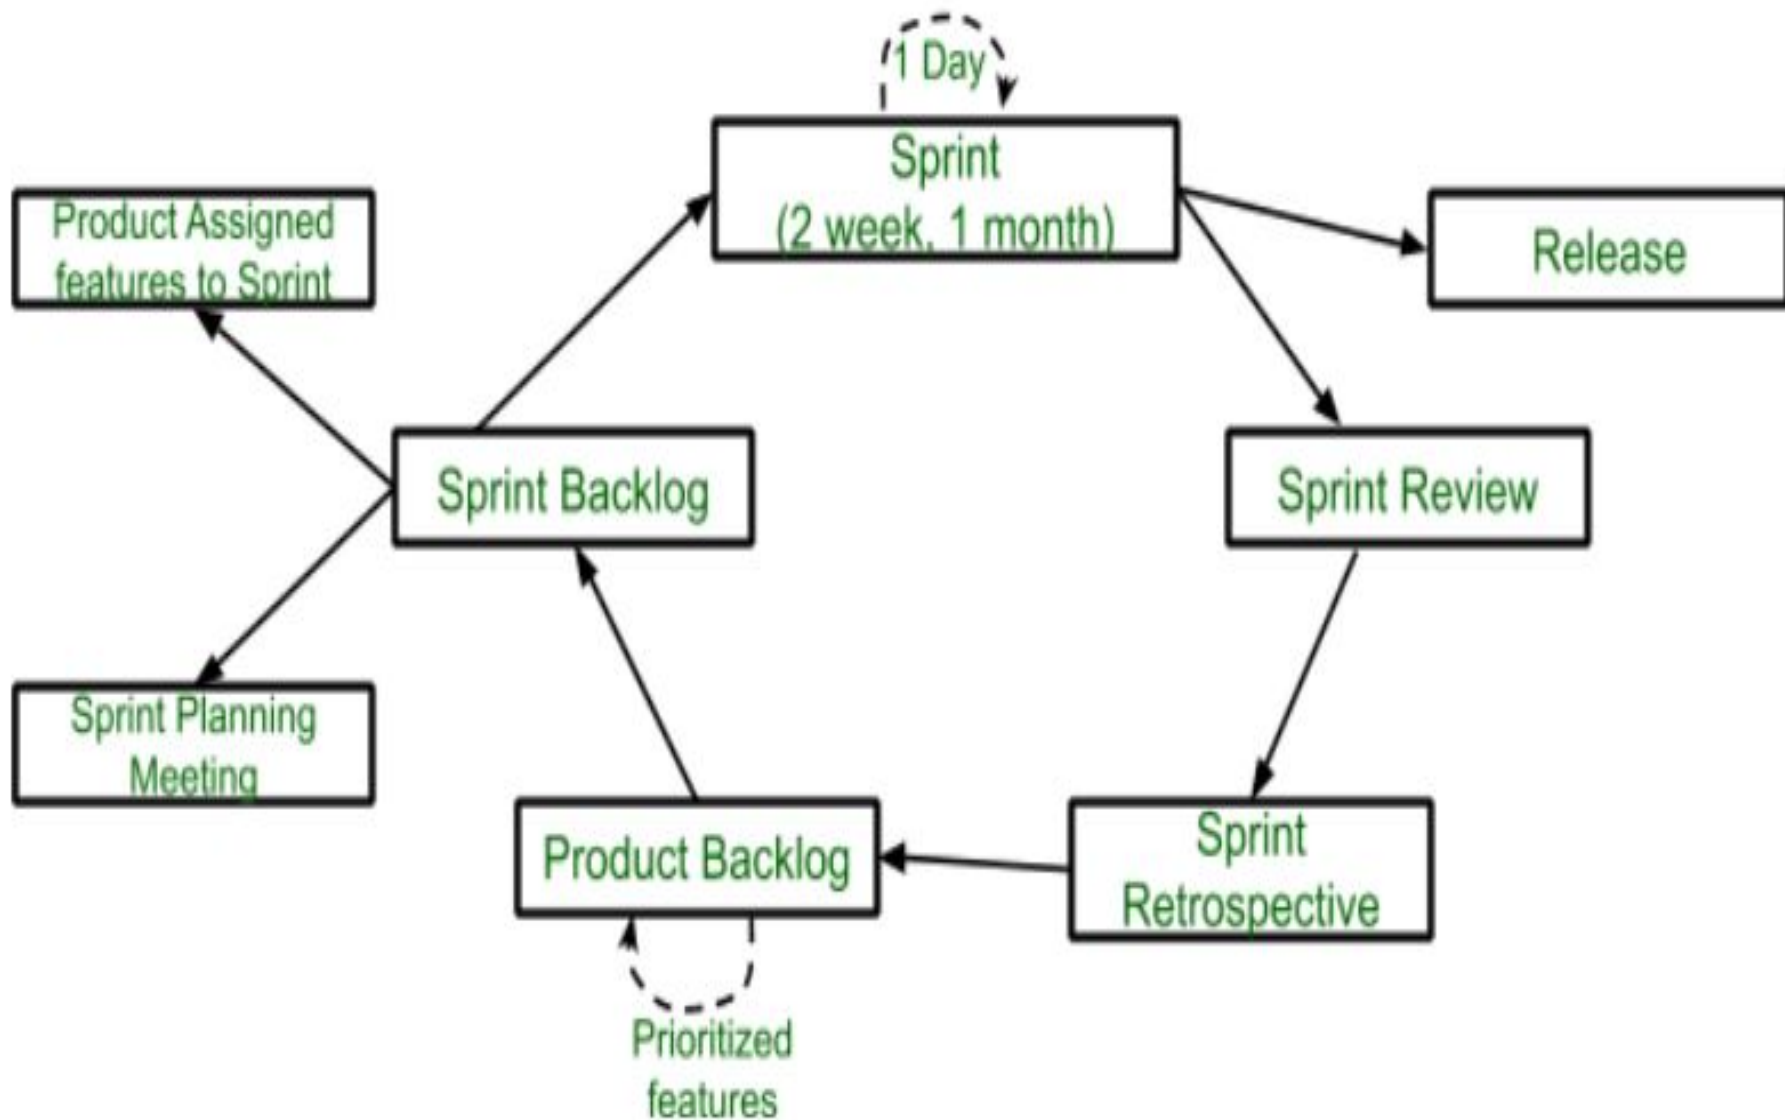 1 Day
Sprint
(2 week, 1 month)
Product Assigned
features to Sprint
Release
Sprint Backlog
Sprint Review
Sprint Planning
Meeting
Product Backlog
Sprint
Retrospective
Prioritized
features